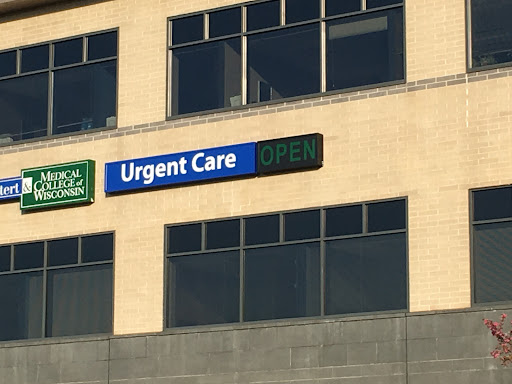 tert &
MEDICAL
COLLEGE of
WISCONSIN
Urgent Care
OPEN